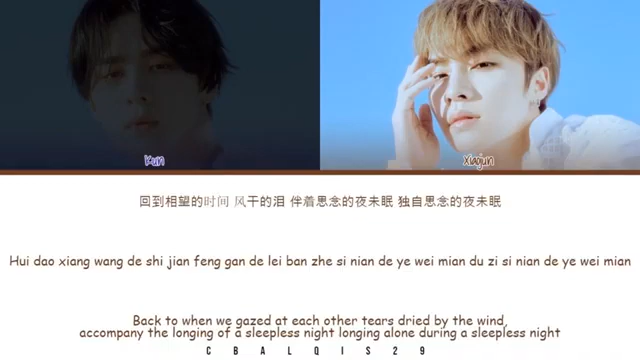 Kun
Xiaojun
回到相望的时间 风干的泪 伴着思念的夜未眠 独自思念的夜未眠
Hui dao xiang wang de shi jian feng gan de lei ban zhe si nian de ye wei mian du zi si nian de ye wei mian
Back to when we gazed at each other tears dried by the wind,
accompany the longing of a sleepless night longing alone during a sleepless night
CBALQIS29